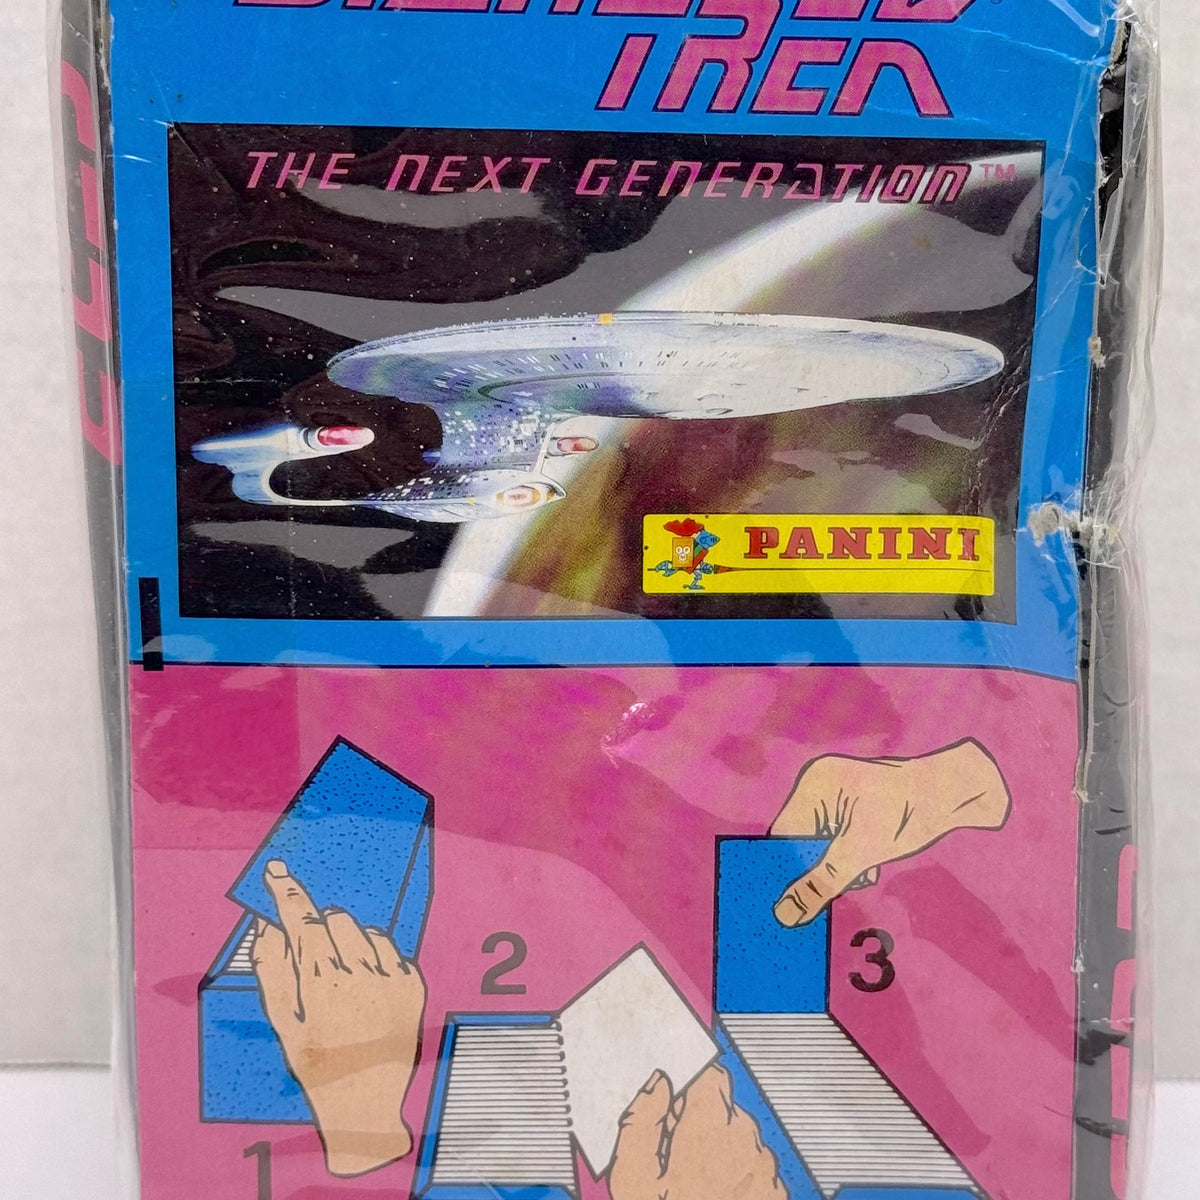 TREK
THE NEXT GENERATION™
PANINI
2
3
1